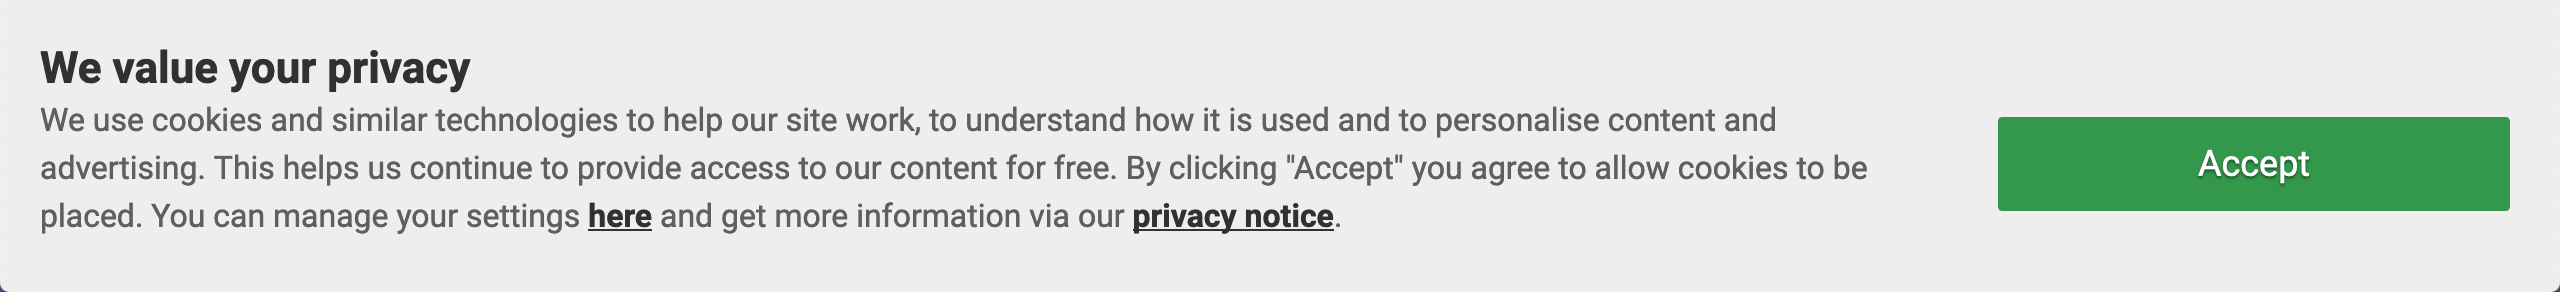 We value your privacy
We use cookies and similar technologies to help our site work, to understand how it is used and to personalise content and
advertising. This helps us continue to provide access to our content for free. By clicking "Accept" you agree to allow cookies to be
placed. You can manage your settings here and get more information via our privacy notice.
Accept